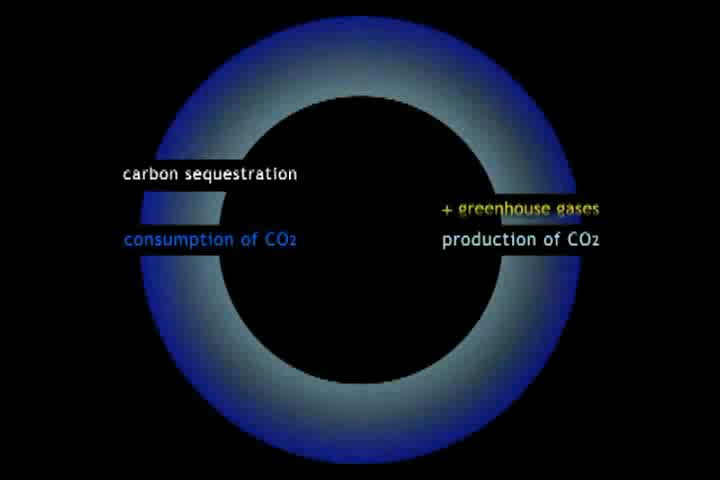 carbon sequestration
+ greenhouse gases
consumption of CO2
production of CO2